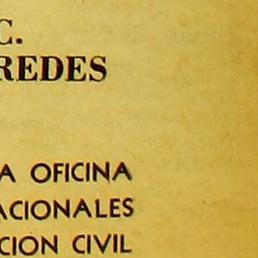 C.
REDES
A OFICINA
ACIONALES
CION CIVIL